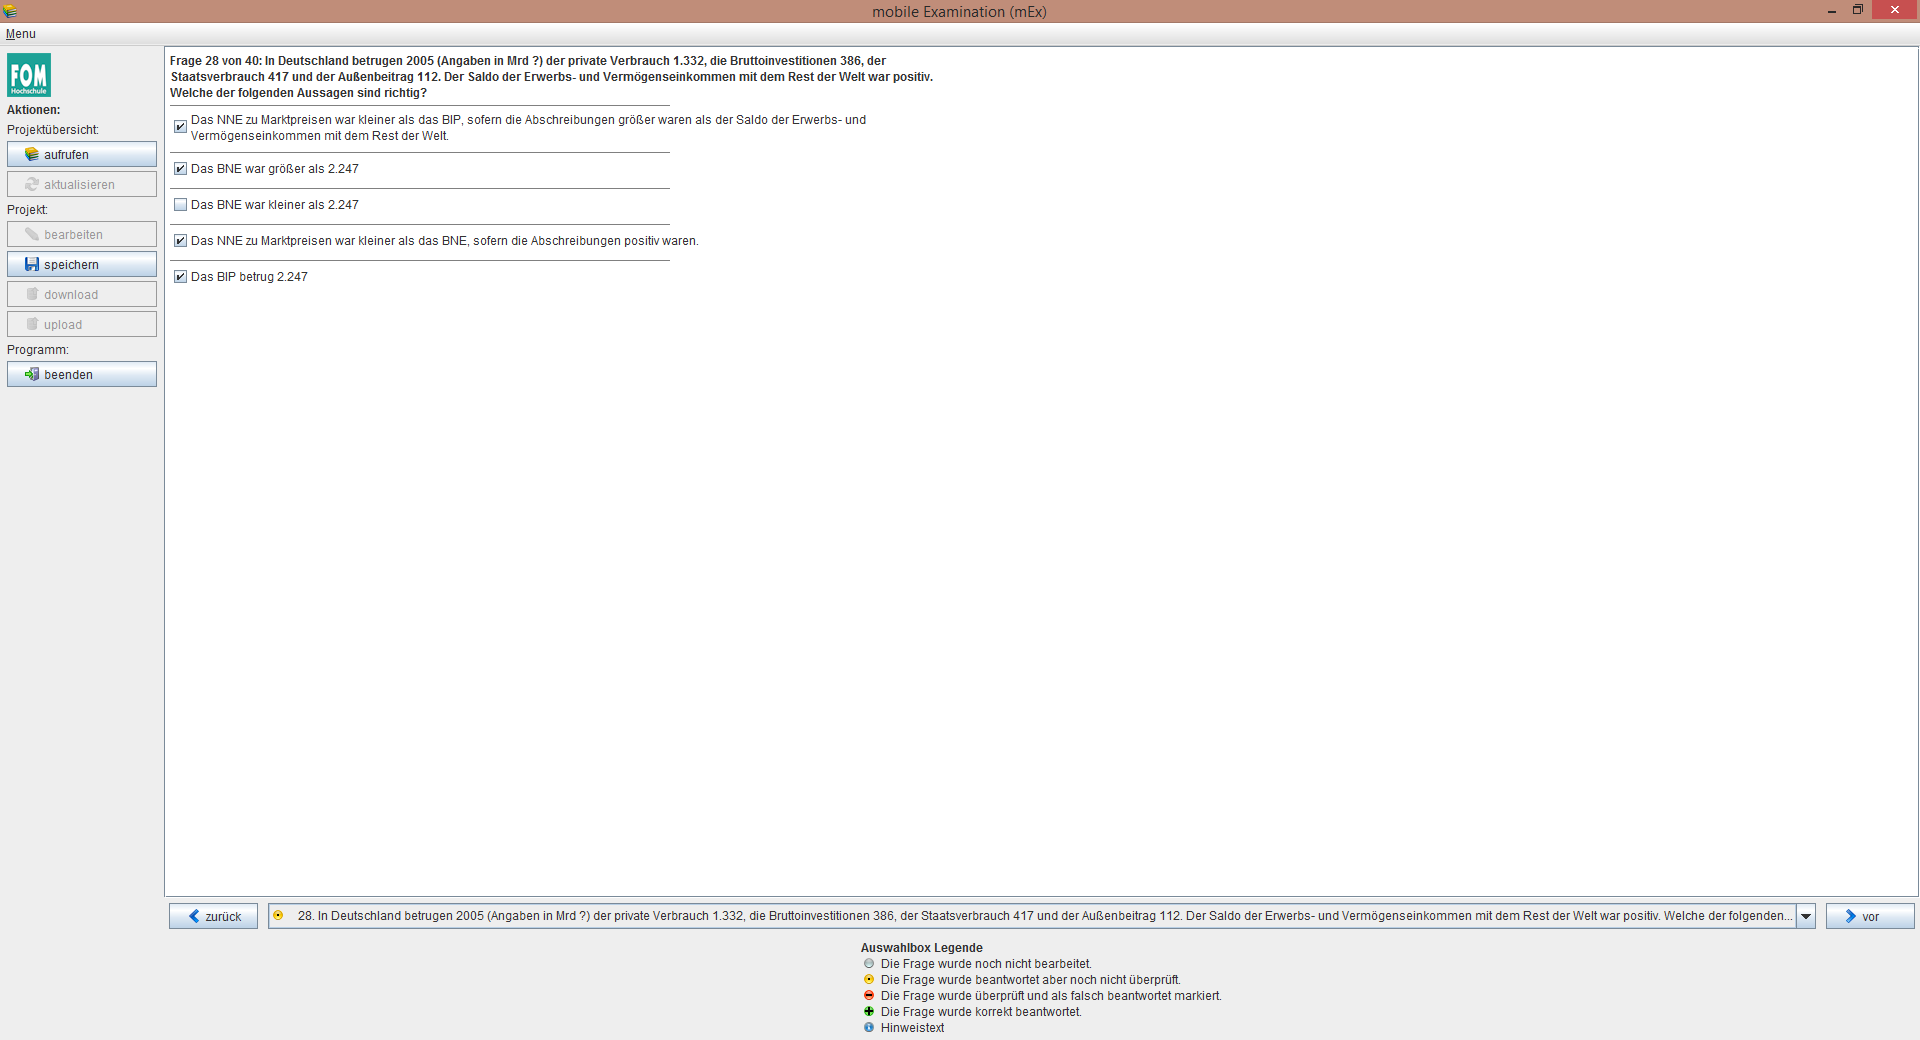 mobile Examination (mEx)
Menu
FOM
Hochschule
Aktionen:
Projektübersicht:
aufrufen
aktualisieren
Projekt:
bearbeiten
speichern
download
upload
Programm:
beenden
Frage 28 von 40: In Deutschland betrugen 2005 (Angaben in Mrd ?) der private Verbrauch 1.332, die Bruttoinvestitionen 386, der
Staatsverbrauch 417 und der Außenbeitrag 112. Der Saldo der Erwerbs- und Vermögenseinkommen mit dem Rest der Welt war positiv.
Welche der folgenden Aussagen sind richtig?
Das NNE zu Marktpreisen war kleiner als das BIP, sofern die Abschreibungen größer waren als der Saldo der Erwerbs- und
Vermögenseinkommen mit dem Rest der Welt.
Das BNE war größer als 2.247
Das BNE war kleiner als 2.247
Das NNE zu Marktpreisen war kleiner als das BNE, sofern die Abschreibungen positiv waren.
Das BIP betrug 2.247
zurück
28. In Deutschland betrugen 2005 (Angaben in Mrd ?) der private Verbrauch 1.332, die Bruttoinvestitionen 386, der Staatsverbrauch 417 und der Außenbeitrag 112. Der Saldo der Erwerbs- und Vermögenseinkommen mit dem Rest der Welt war positiv. Welche der folgenden...
vor
Auswahlbox Legende
Die Frage wurde noch nicht bearbeitet.
Die Frage wurde beantwortet aber noch nicht überprüft.
Die Frage wurde überprüft und als falsch beantwortet markiert.
Die Frage wurde korrekt beantwortet.
Hinweistext